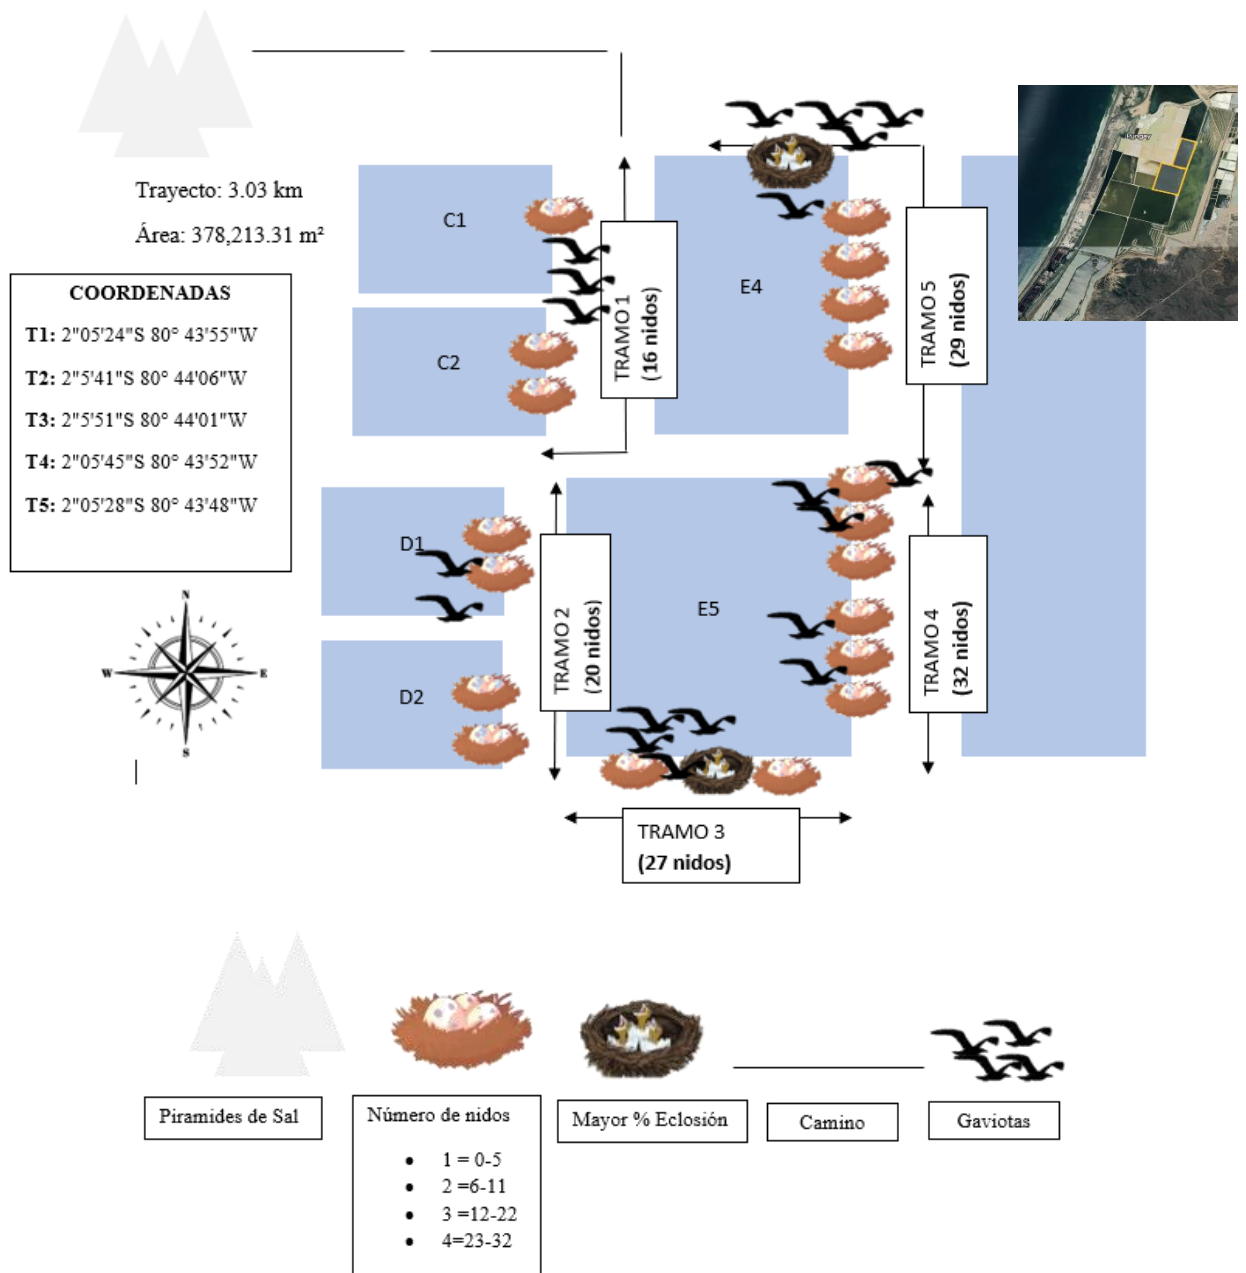 Trayecto: 3.03 km
Área: 378,213.31 m²
COORDENADAS
T1: 2"05'24"S 80° 43'55"W
T2: 2"5'41"S 80° 44'06"W
T3: 2"5'51"S 80° 44'01"W
T4: 2"05'45"S 80° 43'52"W
T5: 2"05'28"S 80° 43'48"W
N
W
E
S
C1
C2
D1
D2
E4
E5
TRAMO 1
(16 nidos)
TRAMO 2
(20 nidos)
TRAMO 3
(27 nidos)
TRAMO 4
(32 nidos)
TRAMO 5
(29 nidos)
Piramides de Sal
Número de nidos
• 1 = 0-5
• 2 =6-11
• 3 =12-22
• 4=23-32
Mayor % Eclosión
Camino
Gaviotas